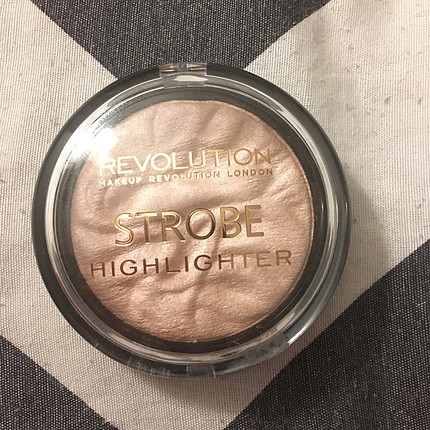 REVOLUTION
MAKEUP REVOLUTION LONDON
STROBE
HIGHLIGHTER